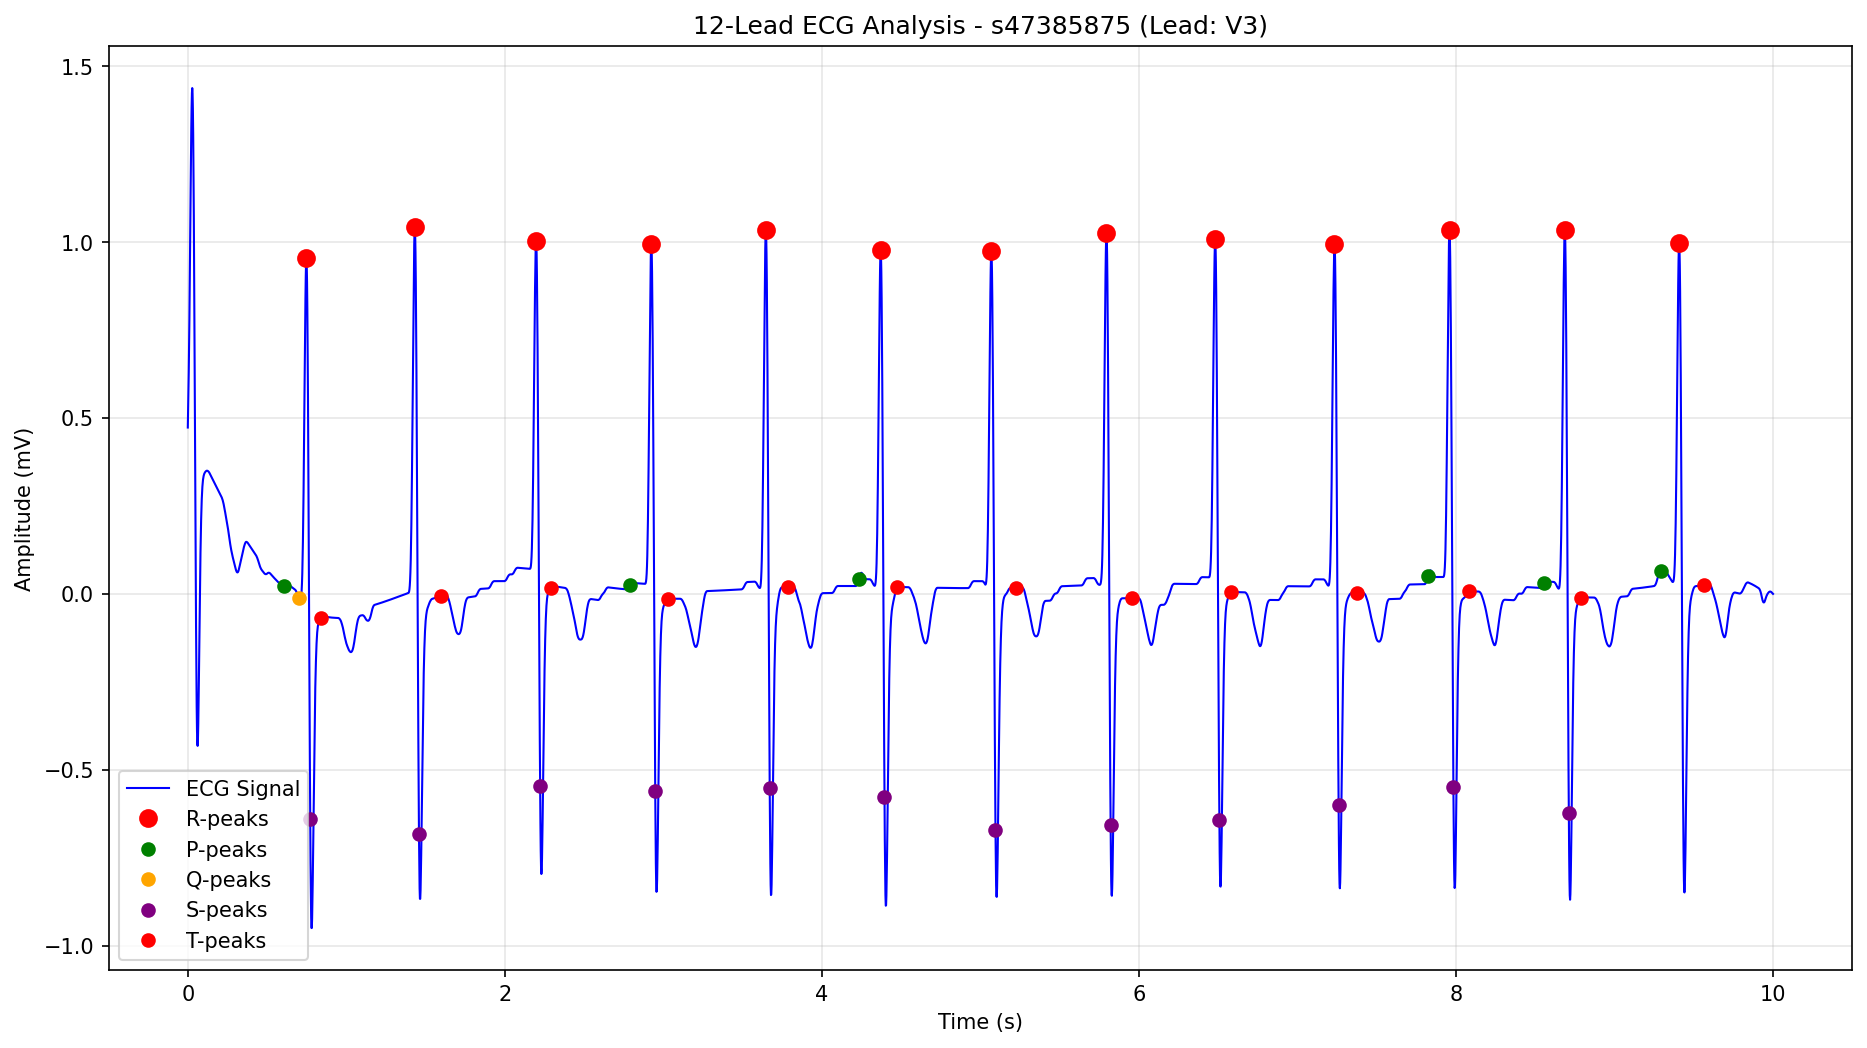 12-Lead ECG Analysis - s47385875 (Lead: V3)
1.5
1.0
0.5
0.0
−0.5
−1.0
Amplitude (mV)
ECG Signal
R-peaks
P-peaks
Q-peaks
S-peaks
T-peaks
0 2 4 6 8 10
Time (s)